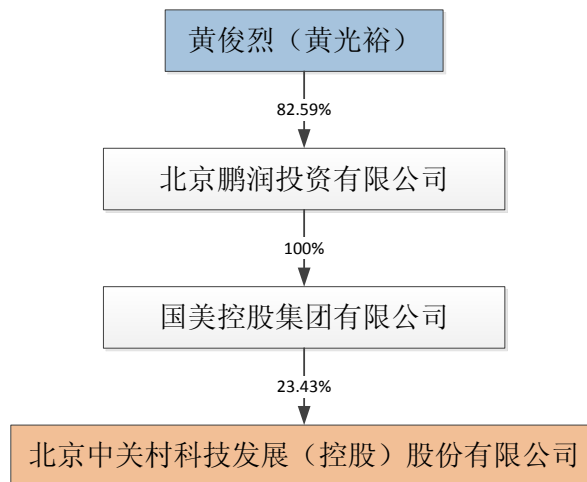 黄俊烈（黄光裕）
82.59%
北京鹏润投资有限公司
100%
国美控股集团有限公司
23.43%
北京中关村科技发展（控股）股份有限公司